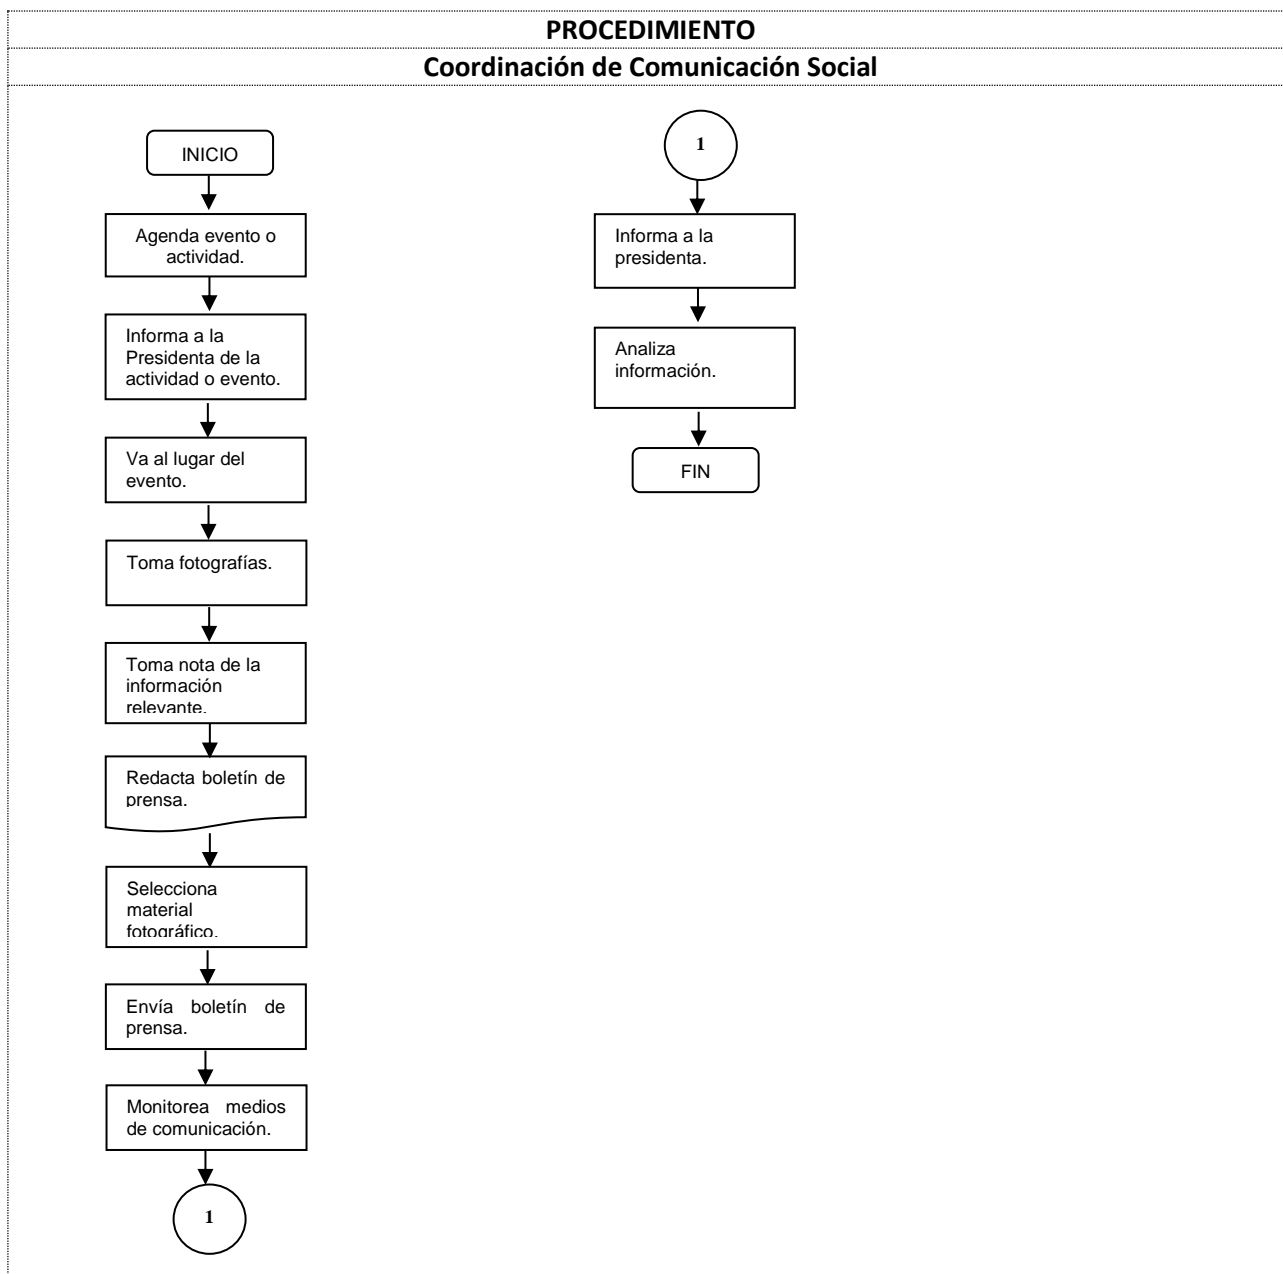 PROCEDIMIENTO
Coordinación de Comunicación Social
INICIO
Agenda evento o
actividad.
Informa a la
Presidenta de la
actividad o evento.
Va al lugar del
evento.
Toma fotografías.
Toma nota de la
información
relevante.
Redacta boletín de
prensa.
Selecciona
material
fotográfico.
Envía boletín de
prensa.
Monitorea medios
de comunicación.
1
1
Informa a la
presidenta.
Analiza
información.
FIN